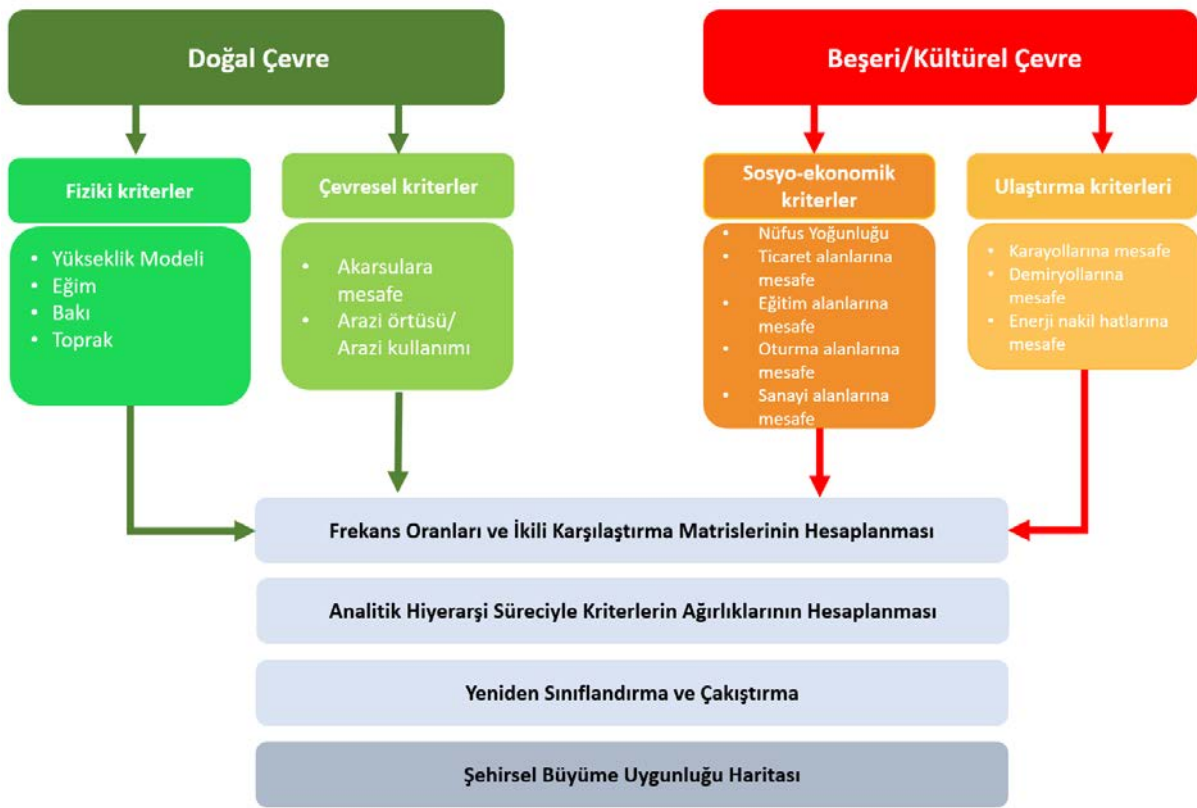 Doğal Çevre
Beşeri/Kültürel Çevre
Fiziki kriterler
• Yükseklik Modeli
• Eğim
• Bakı
• Toprak
Çevresel kriterler
• Akarsulara
mesafe
• Arazi örtüsü/
Arazi kullanımı
Sosyo-ekonomik
kriterler
• Nüfus Yoğunluğu
• Ticaret alanlarına
mesafe
• Eğitim alanlarına
mesafe
• Oturma alanlarına
mesafe
• Sanayi alanlarına
mesafe
Ulaştırma kriterleri
• Karayollarına mesafe
• Demiryollarına
mesafe
• Enerji nakil hatlarına
mesafe
Frekans Oranları ve İkili Karşılaştırma Matrislerinin Hesaplanması
Analitik Hiyerarşi Süreciyle Kriterlerin Ağırlıklarının Hesaplanması
Yeniden Sınıflandırma ve Çakıştırma
Şehirsel Büyüme Uygunluğu Haritası